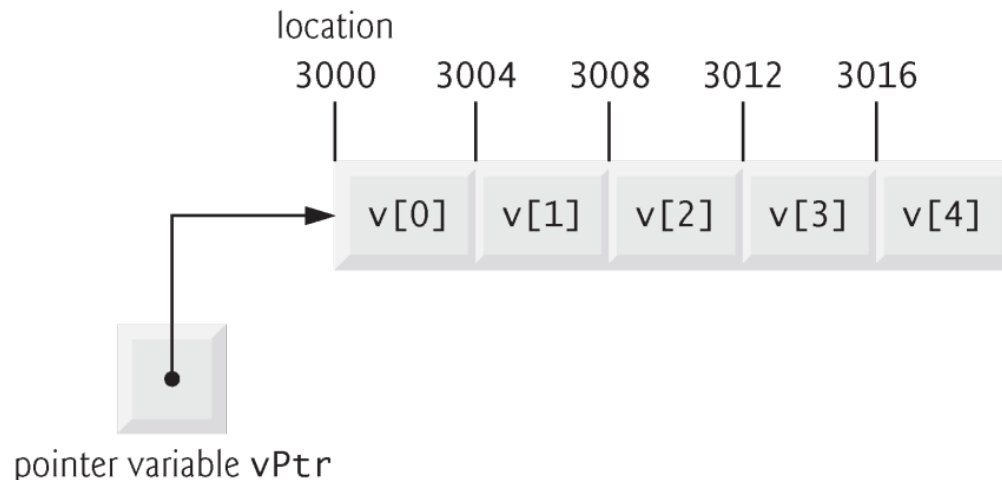 location
3000 3004 3008 3012 3016
v[0] v[1] v[2] v[3] v[4]
pointer variable vPtr